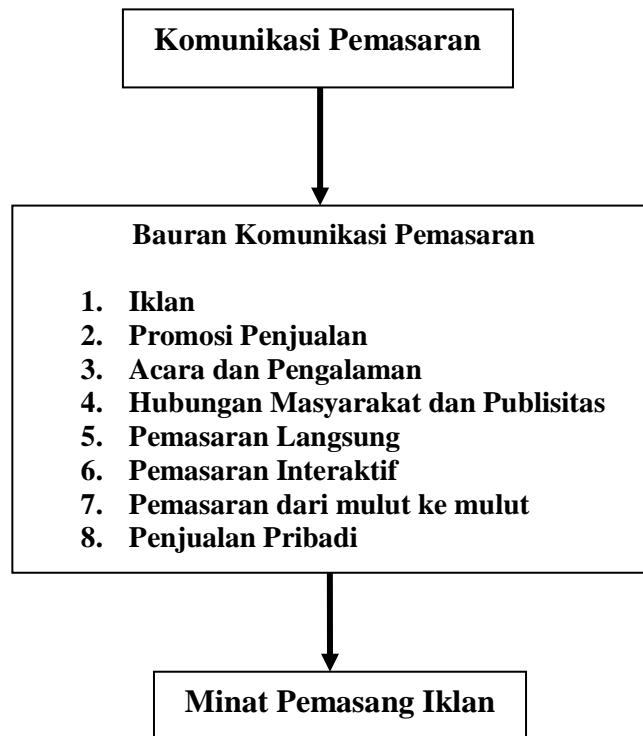 Komunikasi Pemasaran
Bauran Komunikasi Pemasaran
1. Iklan
2. Promosi Penjualan
3. Acara dan Pengalaman
4. Hubungan Masyarakat dan Publisitas
5. Pemasaran Langsung
6. Pemasaran Interaktif
7. Pemasaran dari mulut ke mulut
8. Penjualan Pribadi
Minat Pemasang Iklan